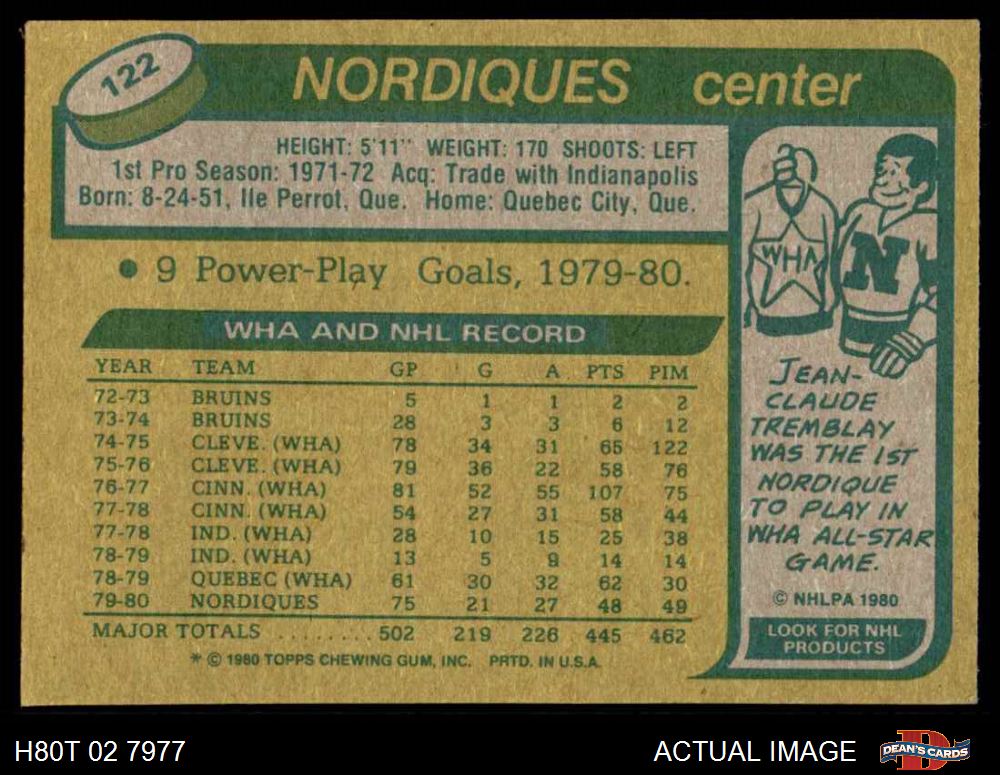 122
NORDIQUES center
HEIGHT: 5'11" WEIGHT: 170 SHOOTS: LEFT
1st Pro Season: 1971-72 Acq: Trade with Indianapolis
Born: 8-24-51, Ile Perrot, Que. Home: Quebec City, Que.
• 9 Power-Play Goals, 1979-80.
WHA AND NHL RECORD
YEAR TEAM GP G A PTS PIM
72-73 BRUINS 5 1 1 2 2
73-74 BRUINS 28 3 3 6 12
74-75 CLEVE. (WHA) 78 34 31 65 122
75-76 CLEVE. (WHA) 79 36 22 58 76
76-77 CINN. (WHA) 81 52 55 107 75
77-78 CINN. (WHA) 54 27 31 58 44
77-78 IND. (WHA) 28 10 15 25 38
78-79 IND. (WHA) 13 5 9 14 14
78-79 QUEBEC (WHA) 61 30 32 62 30
79-80 NORDIQUES 75 21 27 48 49
MAJOR TOTALS ........ 502 219 226 445 462
* © 1980 TOPPS CHEWING GUM, INC. PRTD. IN U.S.A.
WHA
N
JEAN-
CLAUDE
TREMBLAY
WAS THE 1ST
NORDIQUE
TO PLAY IN
WHA ALL-STAR
GAME.
© NHLPA 1980
LOOK FOR NHL
PRODUCTS
H80T 02 7977
ACTUAL IMAGE
D
DEAN'S CARDS